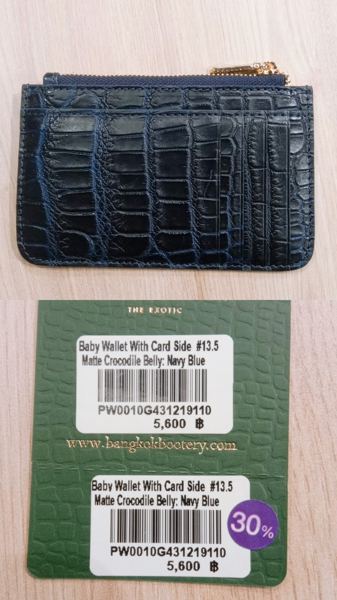 THE EXOTIC
Baby Wallet With Card Side #13.5
Matte Crocodile Belly: Navy Blue
PW0010G431219110
5,600 ฿
www.bangkokbootery.com
Baby Wallet With Card Side #13.5
Matte Crocodile Belly: Navy Blue
30%
PW0010G431219110
5,600 ฿